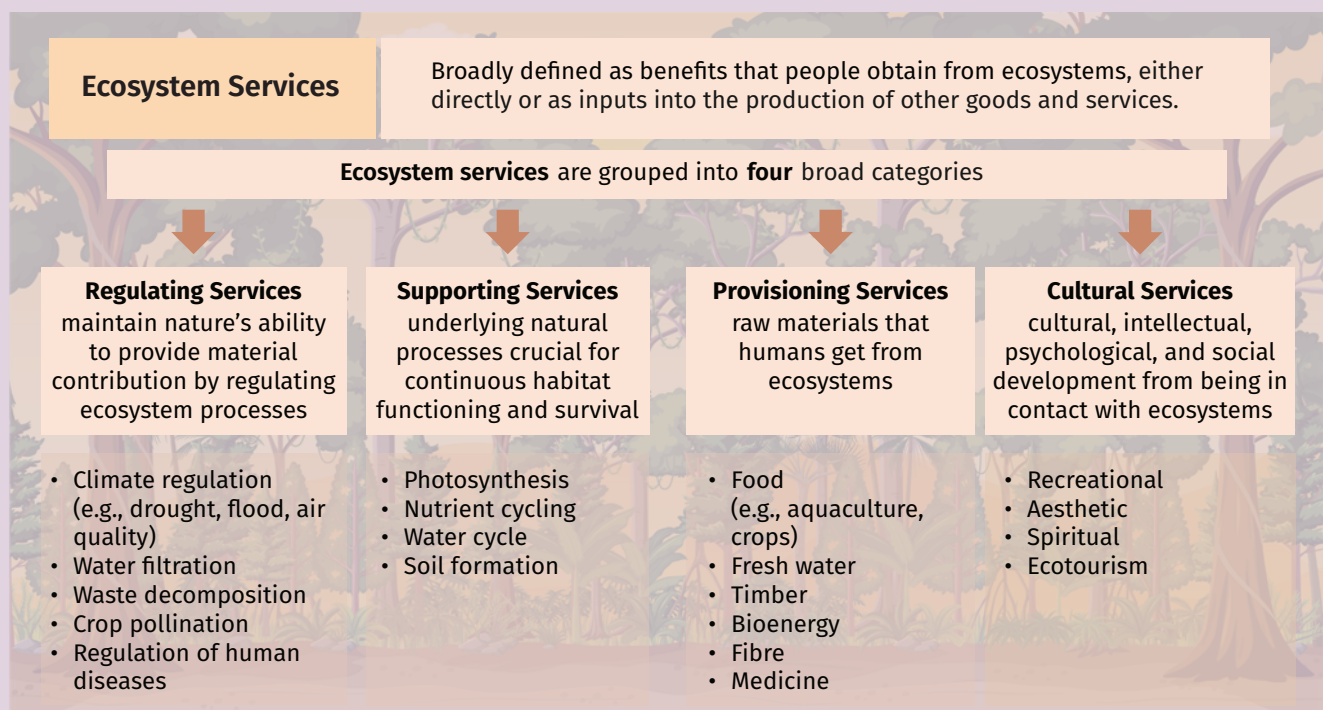 Ecosystem Services
Broadly defined as benefits that people obtain from ecosystems, either
directly or as inputs into the production of other goods and services.
Ecosystem services are grouped into four broad categories
Regulating Services
maintain nature’s ability
to provide material
contribution by regulating
ecosystem processes
• Climate regulation
(e.g., drought, flood, air
quality)
• Water filtration
• Waste decomposition
• Crop pollination
• Regulation of human
diseases
Supporting Services
underlying natural
processes crucial for
continuous habitat
functioning and survival
• Photosynthesis
• Nutrient cycling
• Water cycle
• Soil formation
Provisioning Services
raw materials that
humans get from
ecosystems
• Food
(e.g., aquaculture,
crops)
• Fresh water
• Timber
• Bioenergy
• Fibre
• Medicine
Cultural Services
cultural, intellectual,
psychological, and social
development from being in
contact with ecosystems
• Recreational
• Aesthetic
• Spiritual
• Ecotourism